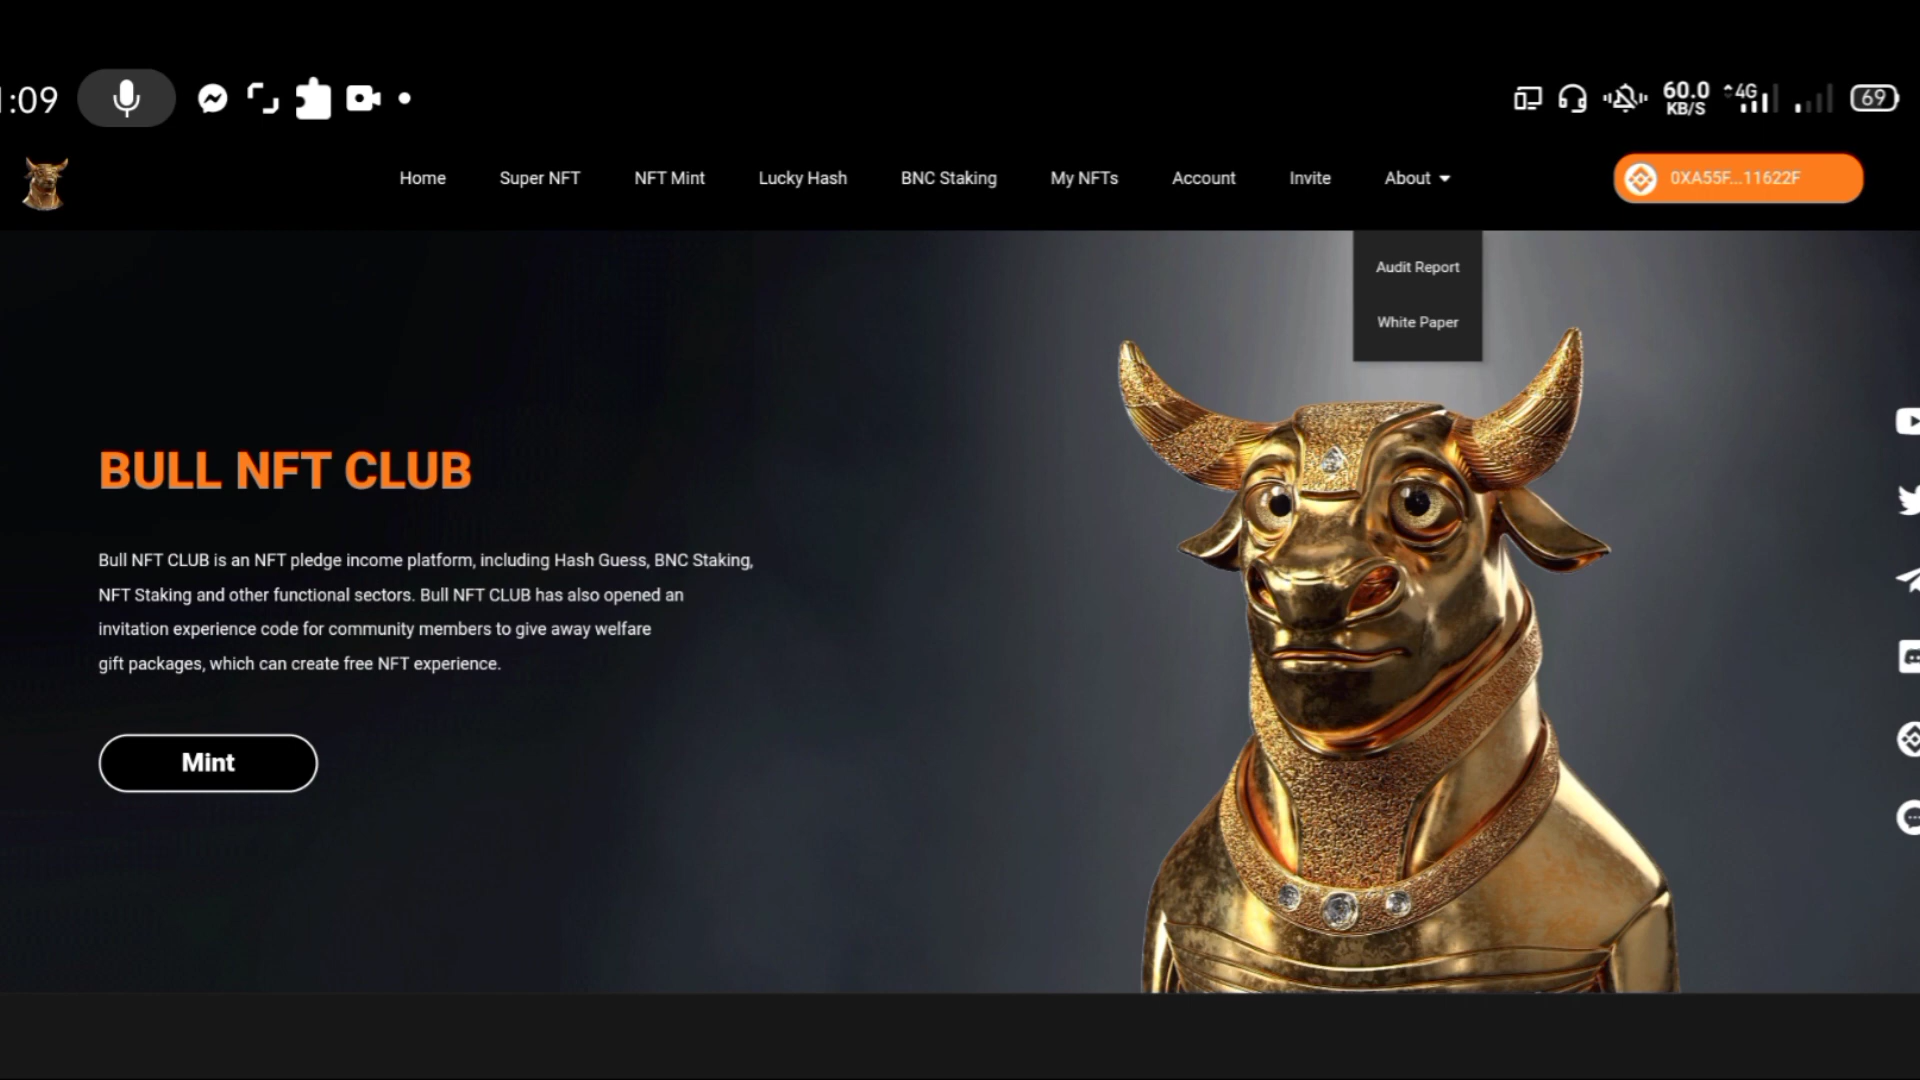 :09
60.0
KB/S
4G
69
Home
Super NFT
NFT Mint
Lucky Hash
BNC Staking
My NFTs
Account
Invite
About
0XA55F...11622F
Audit Report
White Paper
BULL NFT CLUB
Bull NFT CLUB is an NFT pledge income platform, including Hash Guess, BNC Staking,
NFT Staking and other functional sectors. Bull NFT CLUB has also opened an
invitation experience code for community members to give away welfare
gift packages, which can create free NFT experience.
Mint